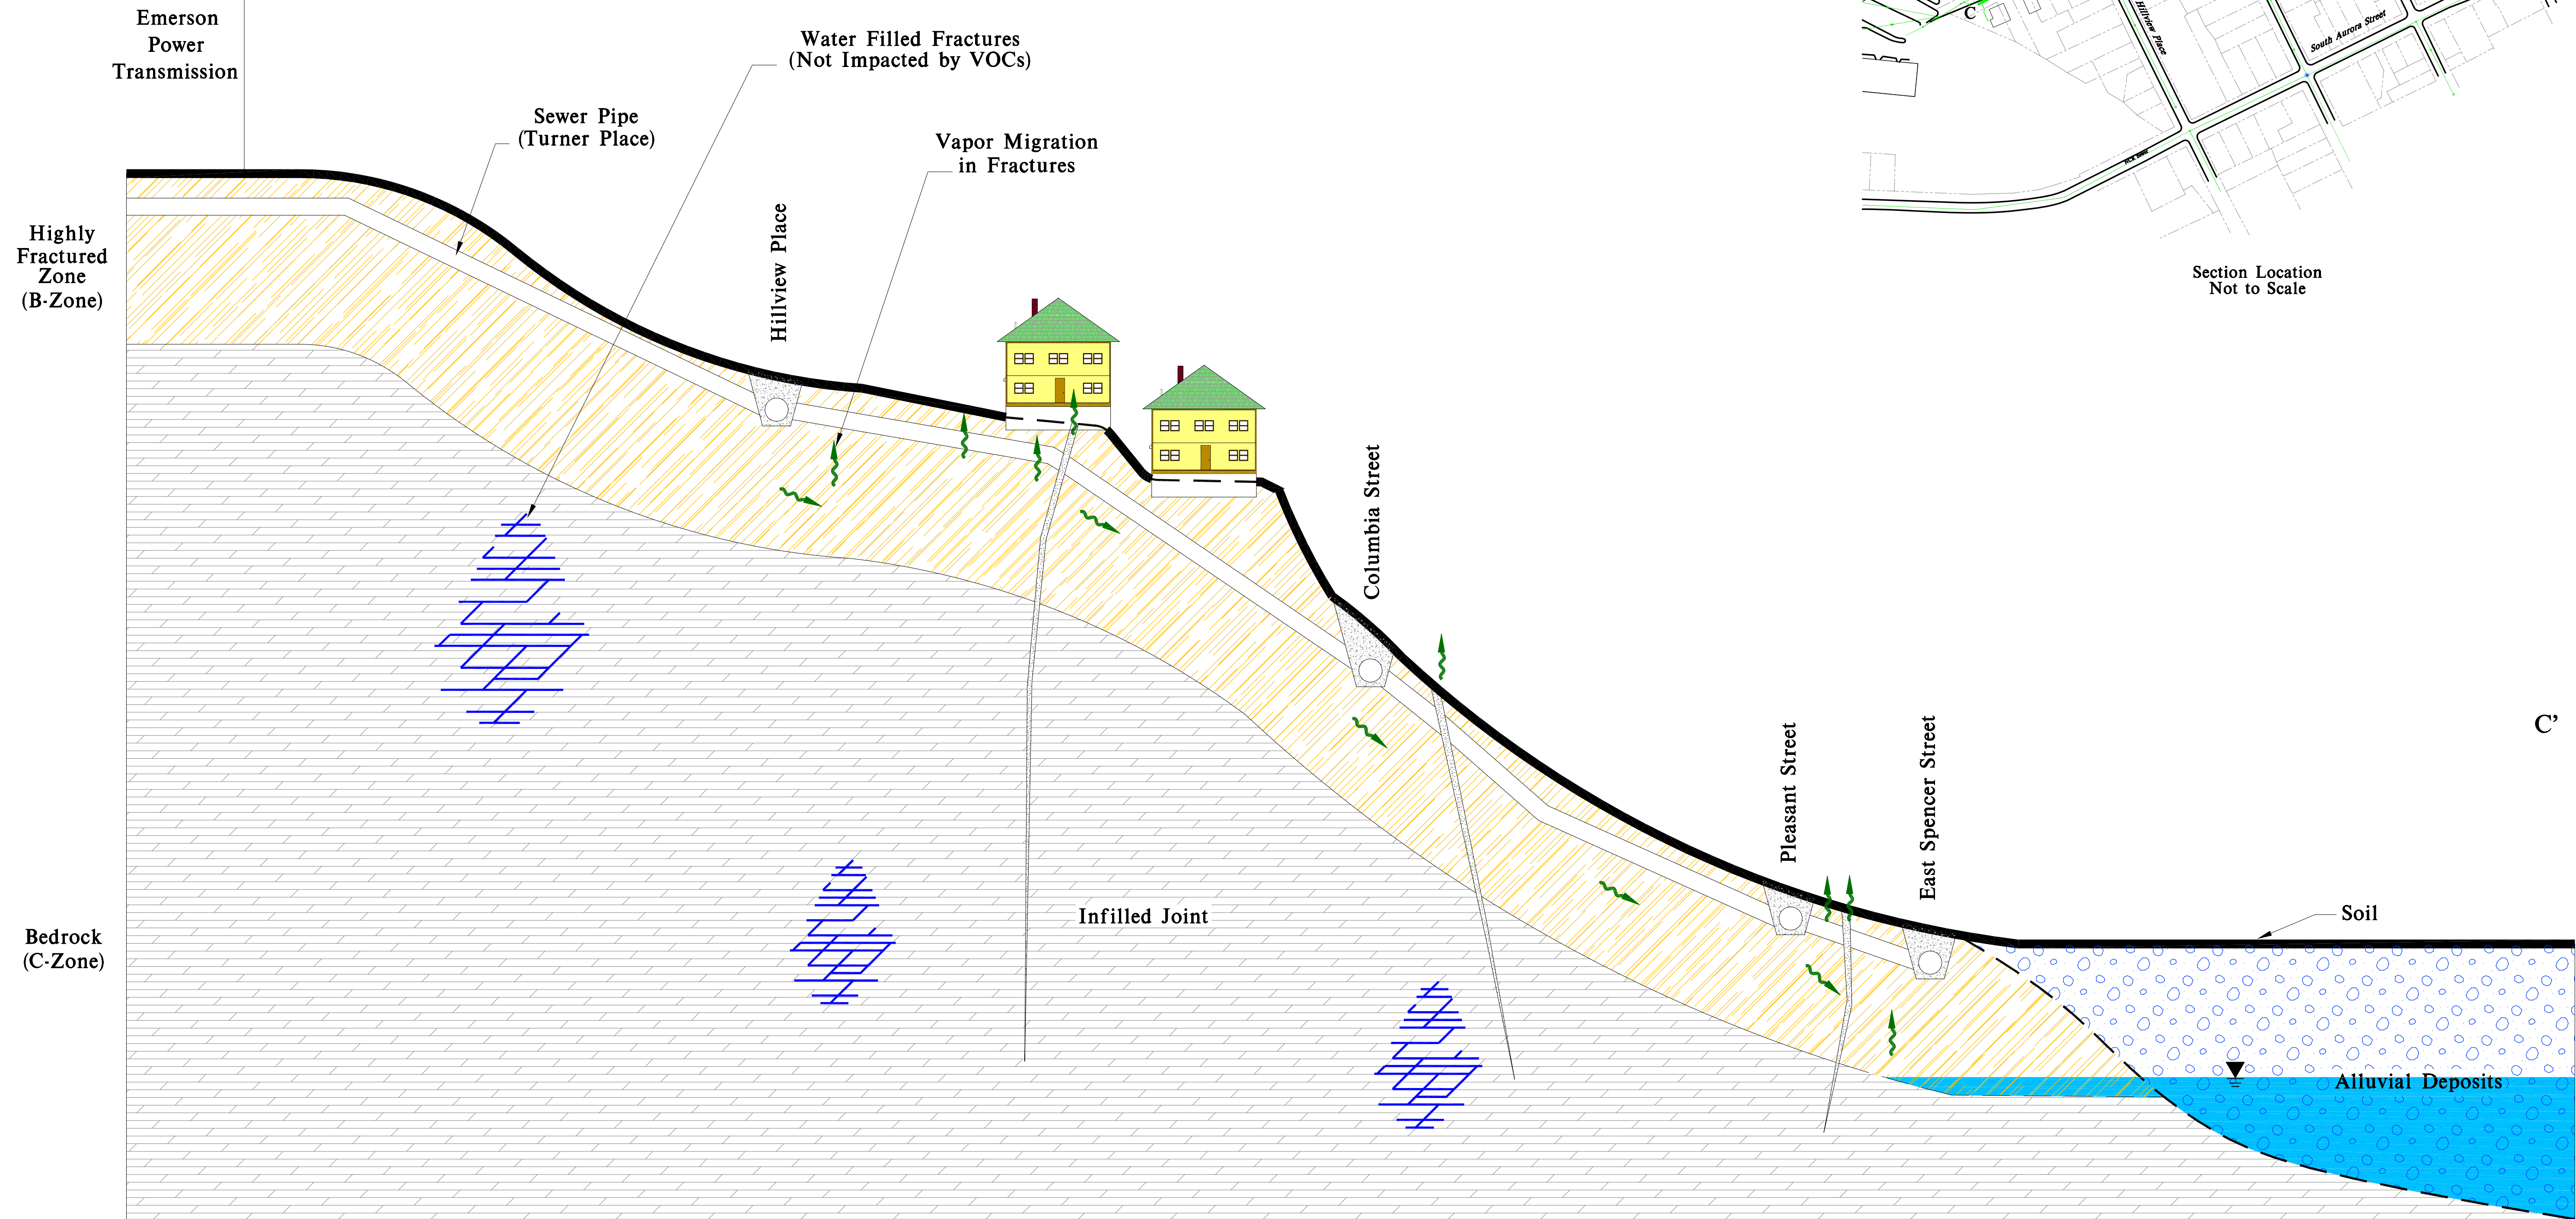 Emerson
Power
Transmission
Water Filled Fractures
(Not Impacted by VOCs)
Sewer Pipe
(Turner Place)
Vapor Migration
in Fractures
C
Hillview Place
South Aurora Street
Section Location
Not to Scale
Highly
Fractured
Zone
(B-Zone)
Hillview Place
Columbia Street
Pleasant Street
East Spencer Street
C'
Infilled Joint
Soil
Bedrock
(C-Zone)
Alluvial Deposits